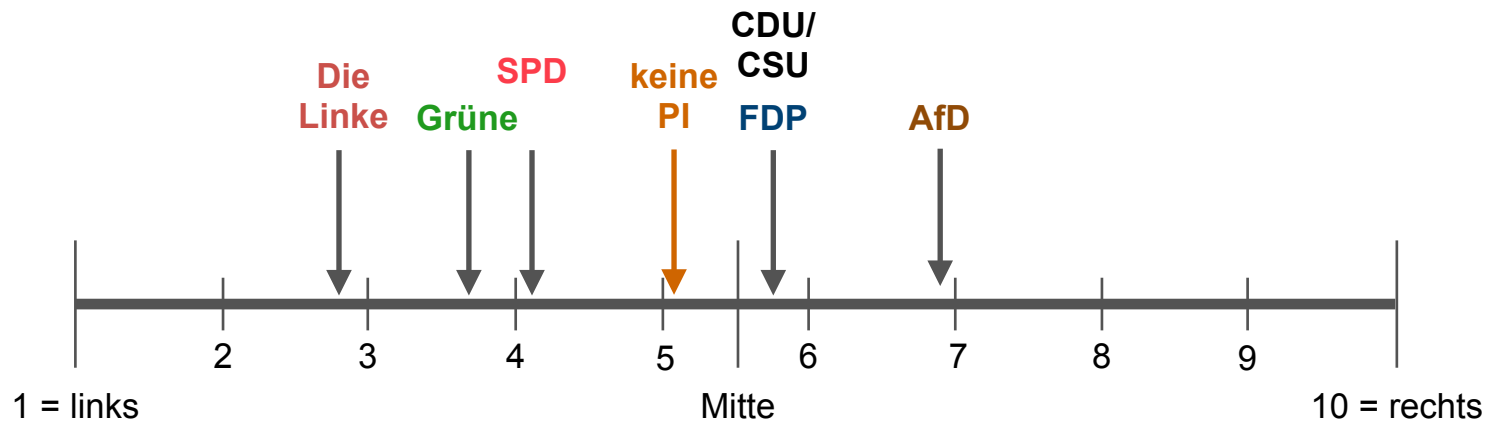 CDU/
CSU
Die
Linke
Grüne
SPD
keine
PI
FDP
AfD
2
3
4
5
6
7
8
9
1 = links
Mitte
10 = rechts